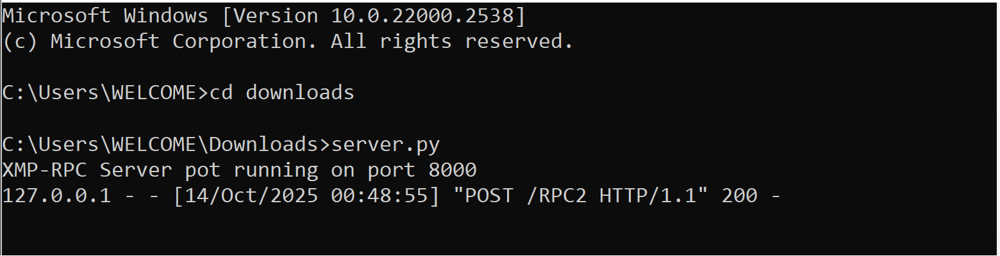 Microsoft Windows [Version 10.0.22000.2538]
(c) Microsoft Corporation. All rights reserved.
C:\Users\WELCOME>cd downloads
C:\Users\WELCOME\Downloads>server.py
XMP-RPC Server pot running on port 8000
127.0.0.1 - - [14/Oct/2025 00:48:55] "POST /RPC2 HTTP/1.1" 200 -